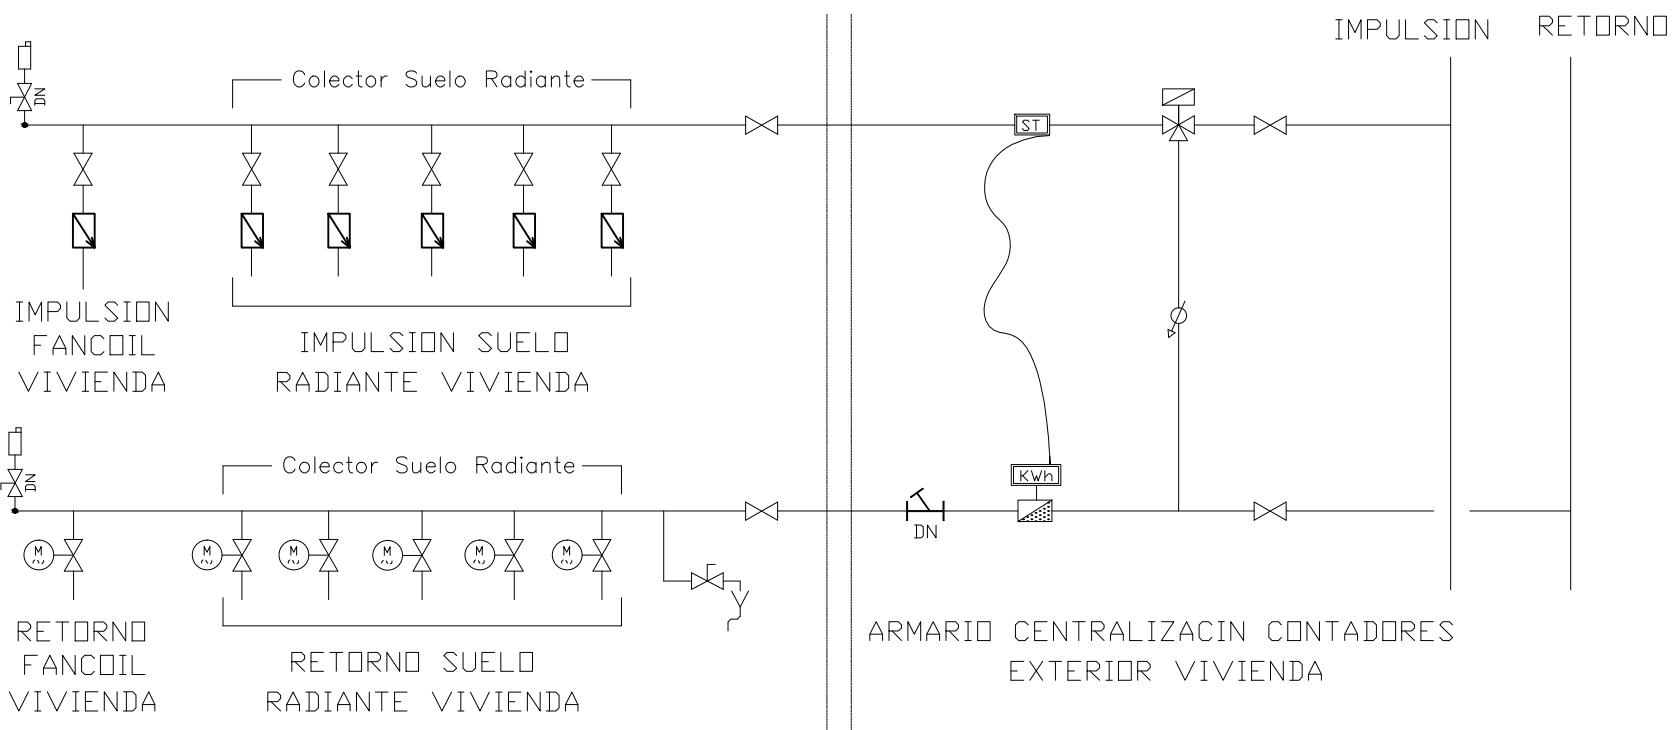 IMPULSION RETORNO
Colector Suelo Radiante
DN
ST
IMPULSION
FANCOIL
VIVIENDA
IMPULSION SUELO
RADIANTE VIVIENDA
Colector Suelo Radiante
DN
KWh
DN
M M M M M M
RETORNO
FANCOIL
VIVIENDA
RETORNO SUELO
RADIANTE VIVIENDA
ARMARIO CENTRALIZACIN CONTADORES
EXTERIOR VIVIENDA